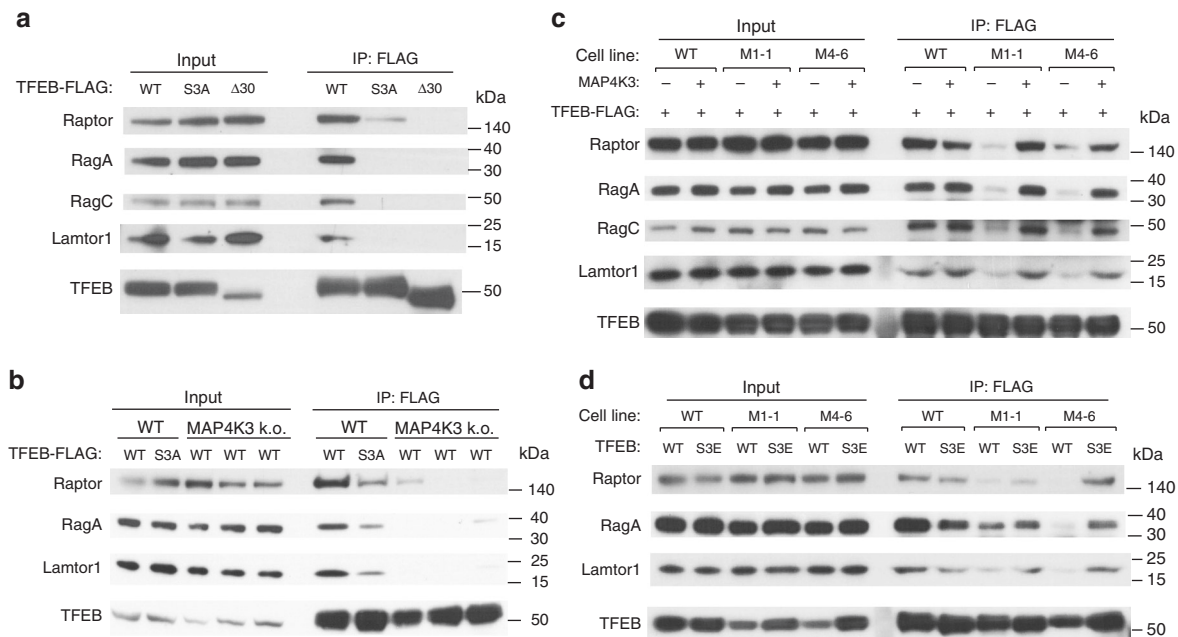 a
Input IP: FLAG
TFEB-FLAG: WT S3A Δ30 WT S3A Δ30 kDa
Raptor 140
RagA 40 30
RagC 50
Lamtor1 25 15
TFEB 50
b
Input IP: FLAG
WT MAP4K3 k.o. WT MAP4K3 k.o.
TFEB-FLAG: WT S3A WT WT WT WT S3A WT WT WT kDa
Raptor 140
RagA 40 30
Lamtor1 25 15
TFEB 50
c
Input IP: FLAG
Cell line: WT M1-1 M4-6 WT M1-1 M4-6
MAP4K3: – + – + – + – + – + – +
TFEB-FLAG: + + + + + + + + + + + + kDa
Raptor 140
RagA 40 30
RagC 50
Lamtor1 25 15
TFEB 50
d
Input IP: FLAG
Cell line: WT M1-1 M4-6 WT M1-1 M4-6
TFEB: WT S3E WT S3E WT S3E WT S3E WT S3E WT S3E kDa
Raptor 140
RagA 40 30
Lamtor1 25 15
TFEB 50